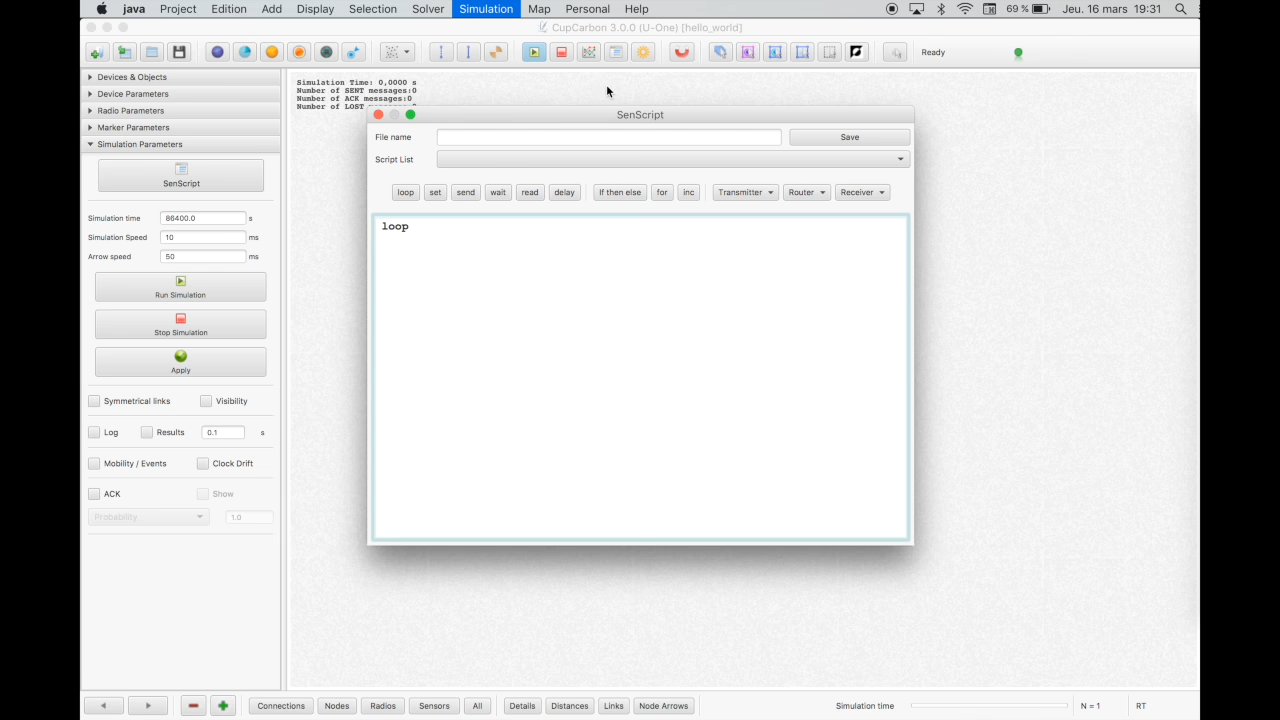 java Project Edition Add Display Selection Solver Simulation Map Personal Help 69 % Jeu. 16 mars 19:31
CupCarbon 3.0.0 (U-One) [hello_world]
Ready
Devices & Objects
Device Parameters
Radio Parameters
Marker Parameters
Simulation Parameters
SenScript
Simulation time 86400.0 s
Simulation Speed 10 ms
Arrow speed 50 ms
Run Simulation
Stop Simulation
Apply
Symmetrical links Visibility
Log Results 0.1 s
Mobility / Events Clock Drift
ACK Show
Probability 1.0
Simulation Time: 0,0000 s
Number of SENT messages:0
Number of ACK messages:0
Number of LOST messages:0
SenScript
File name Save
Script List
loop set send wait read delay If then else for inc Transmitter Router Receiver
loop
Connections Nodes Radios Sensors All Details Distances Links Node Arrows Simulation time N = 1 RT